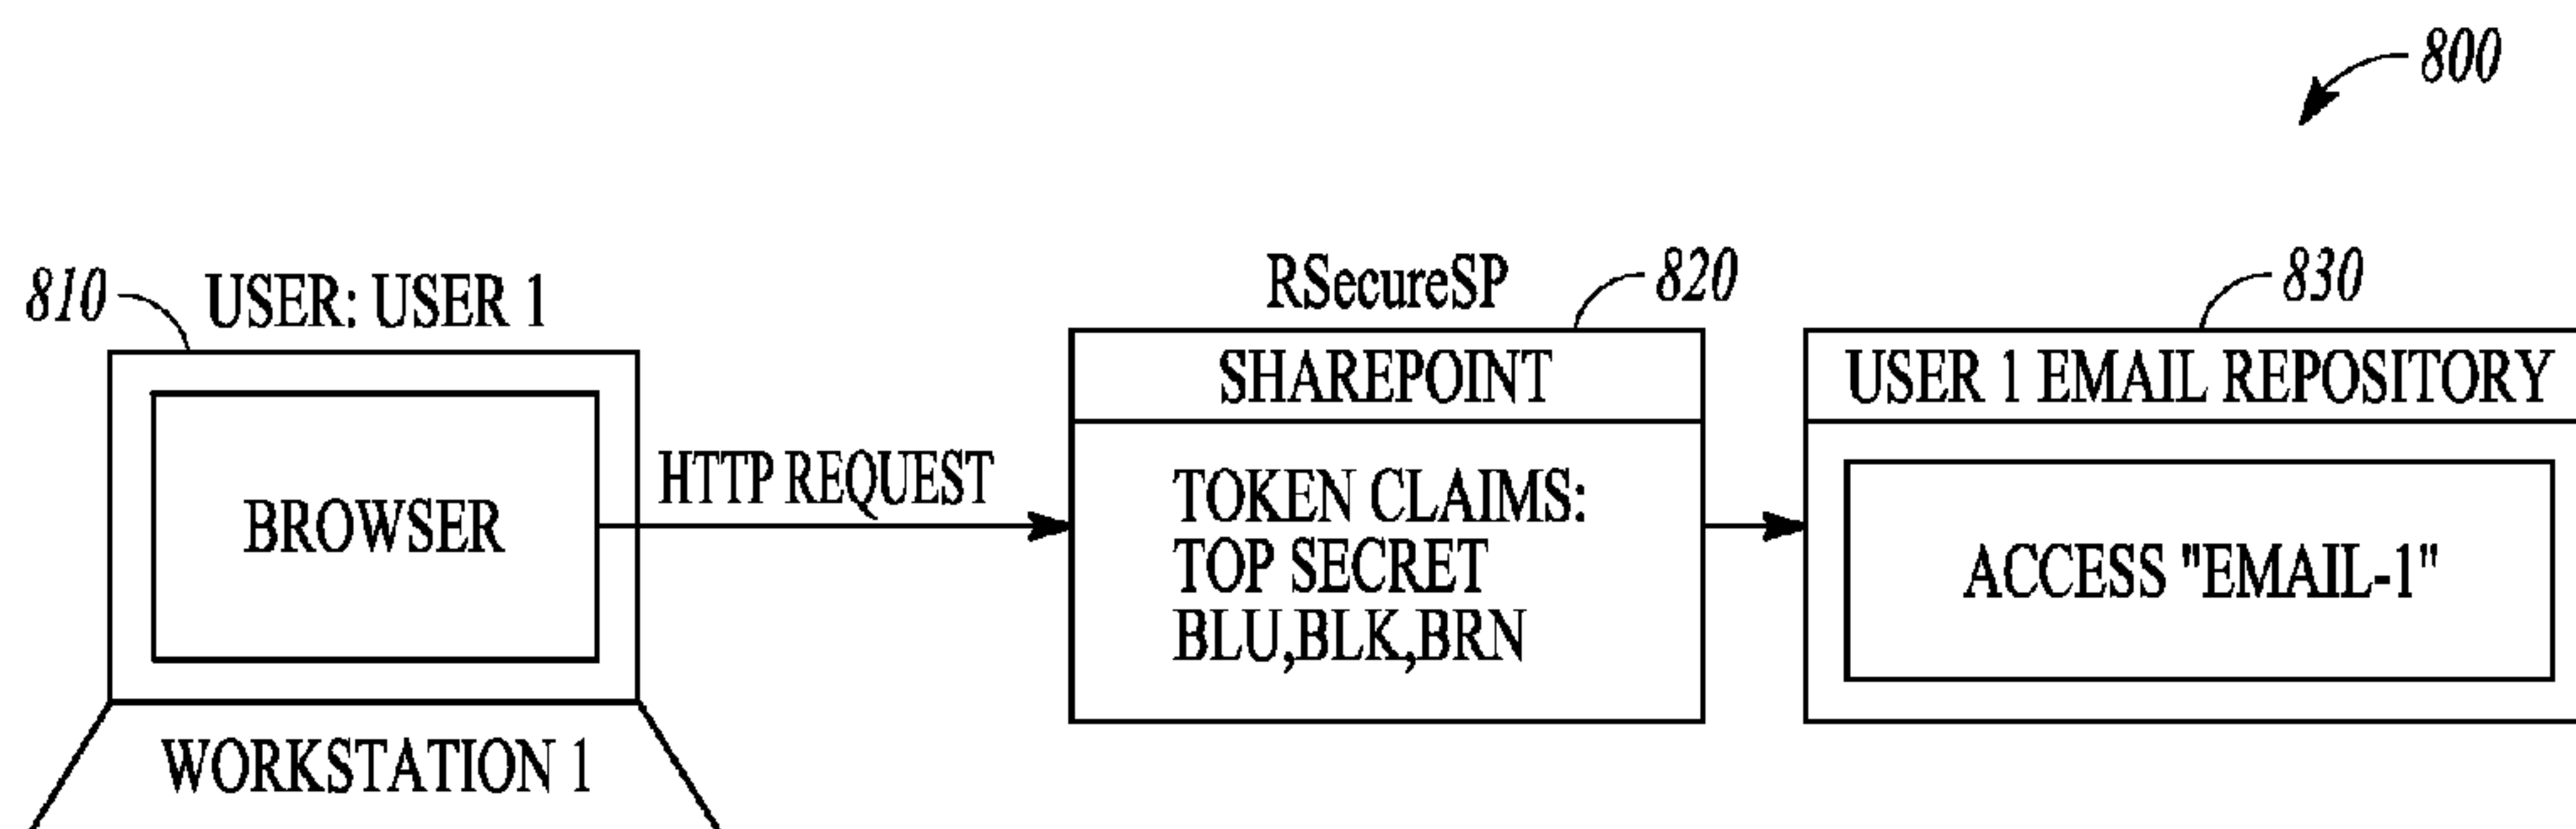 800
810
USER: USER 1
RSecureSP
820
830
BROWSER
HTTP REQUEST
SHAREPOINT
TOKEN CLAIMS:
TOP SECRET
BLU,BLK,BRN
USER 1 EMAIL REPOSITORY
ACCESS "EMAIL-1"
WORKSTATION 1